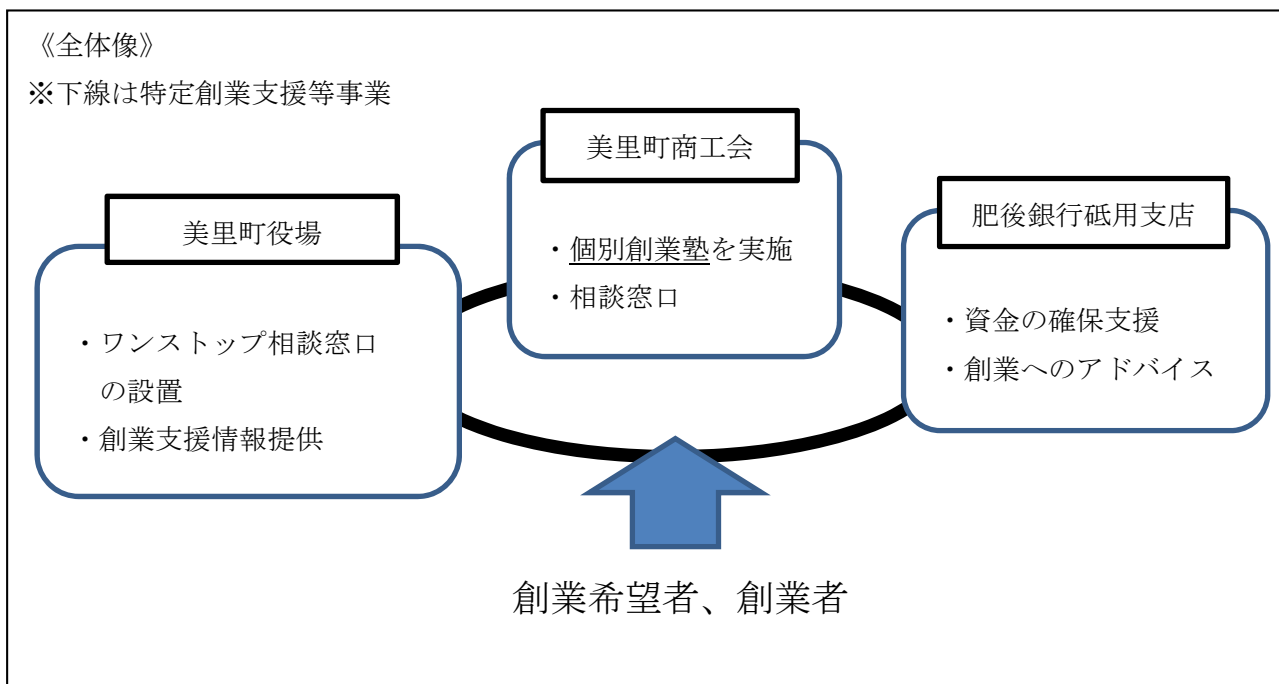 《全体像》
※下線は特定創業支援等事業
美里町役場
・ワンストップ相談窓口
の設置
・創業支援情報提供
美里町商工会
・個別創業塾を実施
・相談窓口
肥後銀行砥用支店
・資金の確保支援
・創業へのアドバイス
創業希望者、創業者